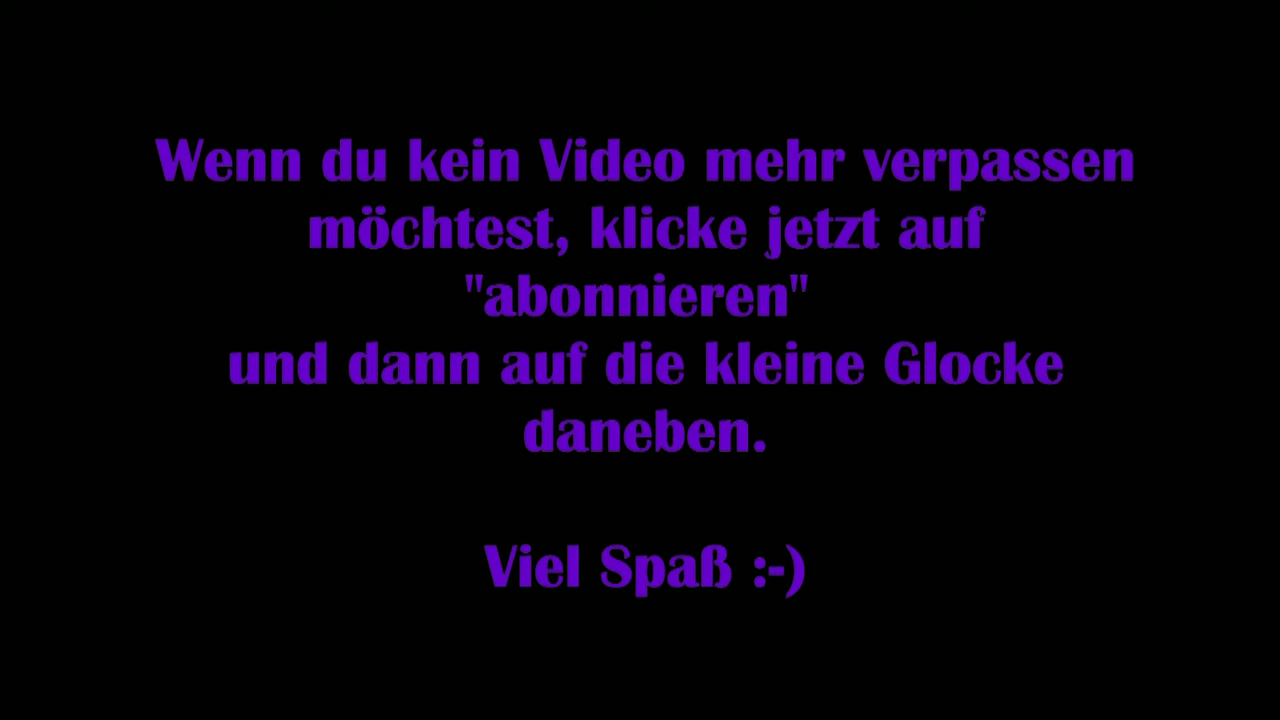 Wenn du kein Video mehr verpassen
möchtest, klicke jetzt auf
"abonnieren"
und dann auf die kleine Glocke
daneben.
Viel Spaß :-)